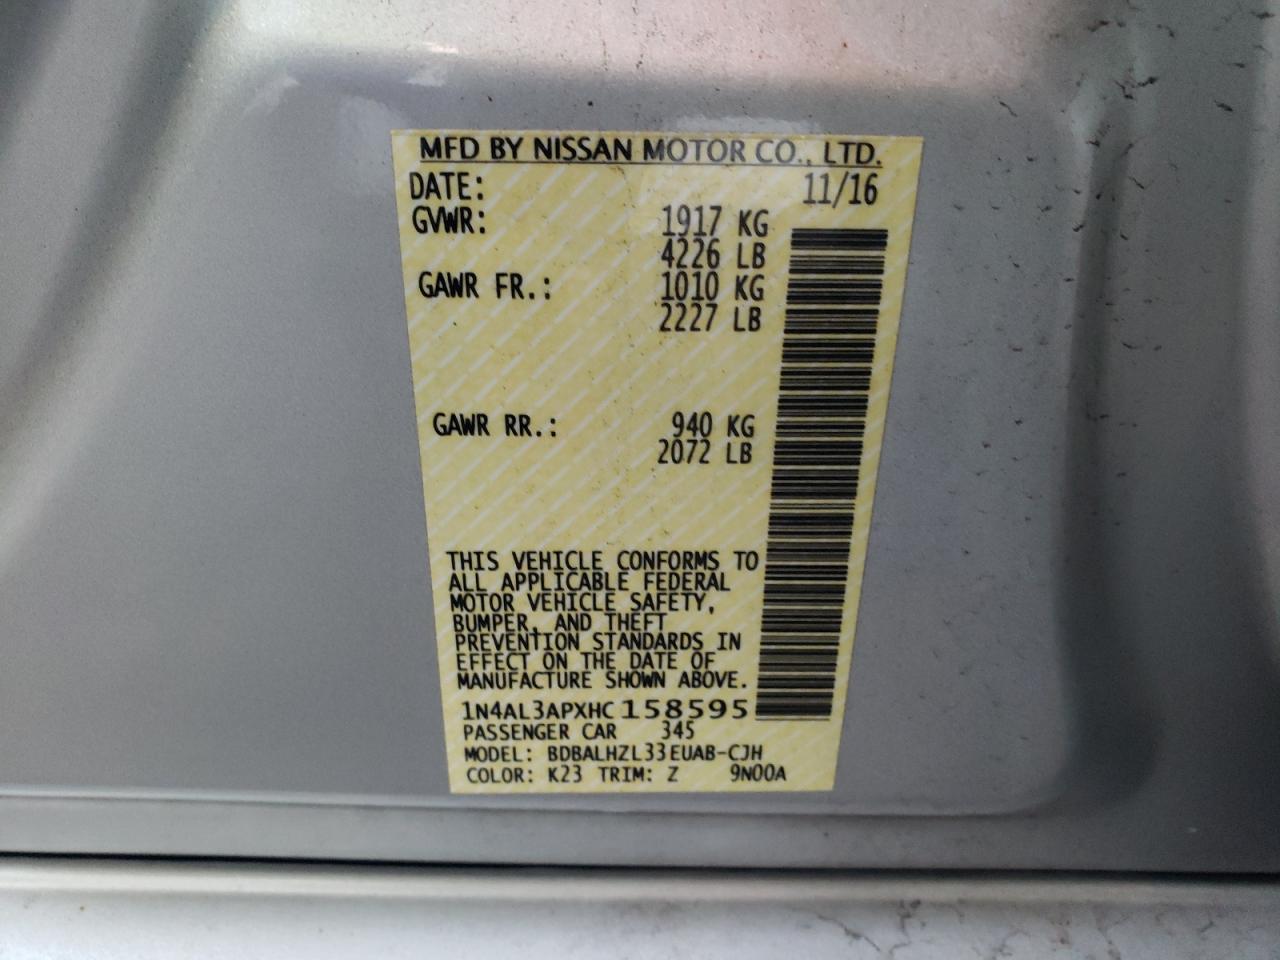 MFD BY NISSAN MOTOR CO., LTD.
DATE: 11/16
GVWR: 1917 KG
4226 LB
GAWR FR.: 1010 KG
2227 LB
GAWR RR.: 940 KG
2072 LB
THIS VEHICLE CONFORMS TO
ALL APPLICABLE FEDERAL
MOTOR VEHICLE SAFETY,
BUMPER, AND THEFT
PREVENTION STANDARDS IN
EFFECT ON THE DATE OF
MANUFACTURE SHOWN ABOVE.
1N4AL3APXHC158595
PASSENGER CAR 345
MODEL: BDBALHZL33EUAB-CJH
COLOR: K23 TRIM: Z 9N00A